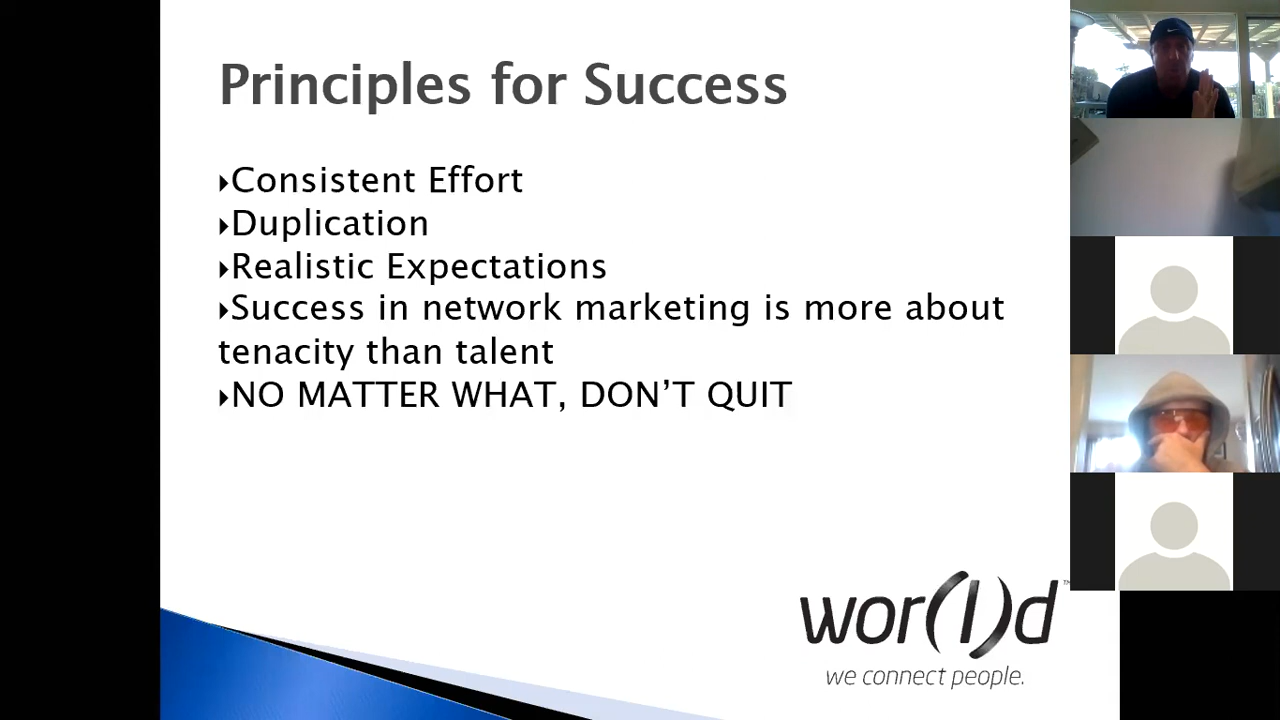 Principles for Success
Consistent Effort
Duplication
Realistic Expectations
Success in network marketing is more about
tenacity than talent
NO MATTER WHAT, DON’T QUIT
wor(l)d™
we connect people.